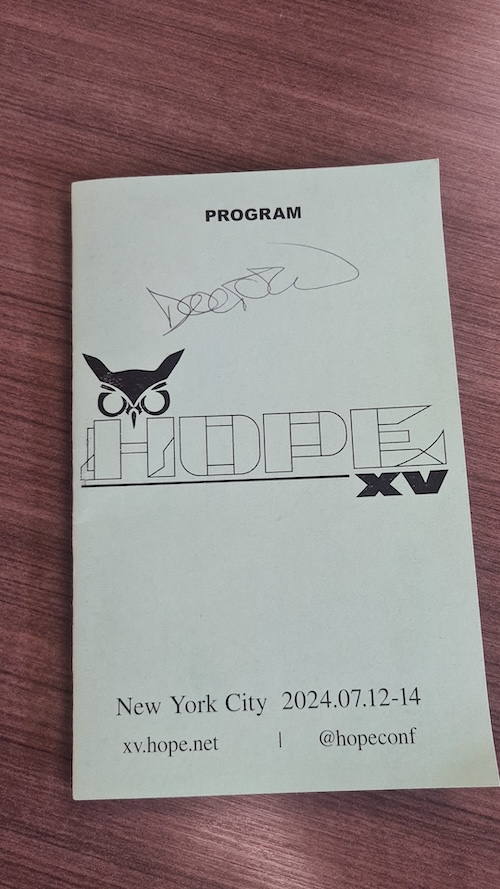 PROGRAM
HOPE
XV
New York City 2024.07.12-14
xv.hope.net | @hopeconf